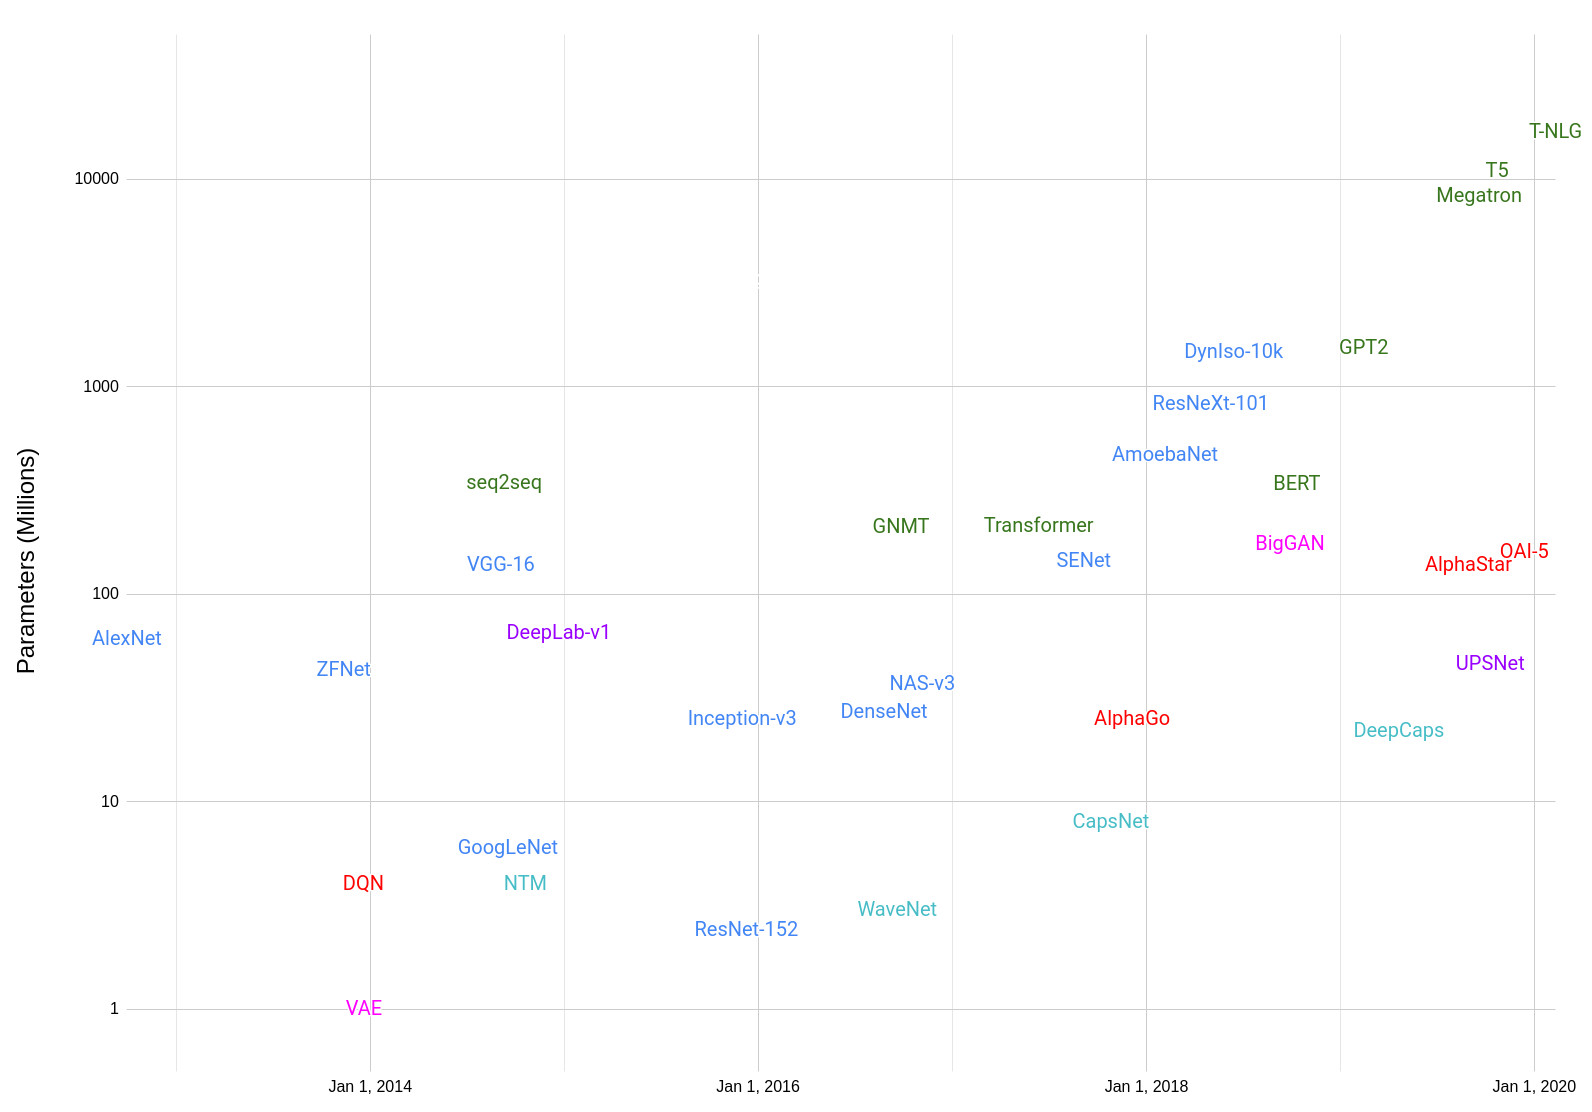 T-NLG
T5
10000
Megatron
GPT2
DynIso-10k
1000
ResNeXt-101
AmoebaNet
seq2seq
BERT
GNMT
Transformer
BigGAN
OAI-5
SENet
VGG-16
AlphaStar
100
Parameters (Millions)
DeepLab-v1
AlexNet
UPSNet
ZFNet
NAS-v3
DenseNet
Inception-v3
AlphaGo
DeepCaps
10
CapsNet
GoogLeNet
DQN
NTM
WaveNet
ResNet-152
VAE
1
Jan 1, 2014
Jan 1, 2016
Jan 1, 2018
Jan 1, 2020